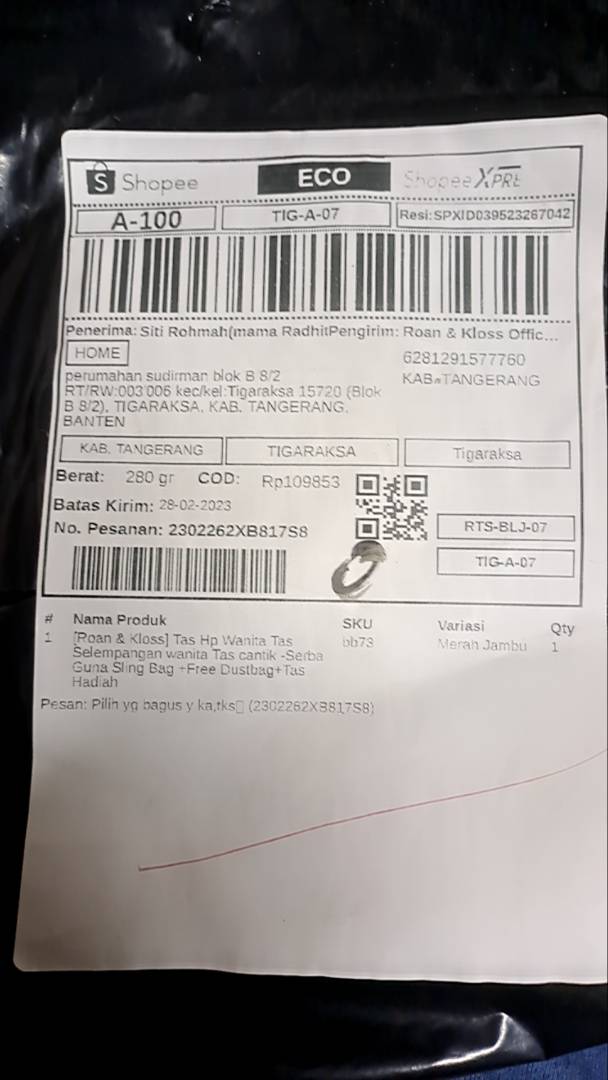 Shopee ECO Shopee XPRE
A-100 TIG-A-07 Resi:SPXID039523267042
Penerima: Siti Rohmah(mama RadhitPengirim: Roan & Kloss Offic...
HOME 6281291577760
perumahan sudirman blok B 8/2 KAB. TANGERANG
RT/RW:003 006 kec/kel:Tigaraksa 15720 (Blok
B 8/2), TIGARAKSA, KAB. TANGERANG,
BANTEN
KAB. TANGERANG TIGARAKSA Tigaraksa
Berat: 280 gr COD: Rp109853
Batas Kirim: 28-02-2023
No. Pesanan: 2302262XB817S8 RTS-BLJ-07
TIG-A-07
# Nama Produk SKU Variasi Qty
1 [Roan & Kloss] Tas Hp Wanita Tas bb73 Merah Jambu 1
Selempangan wanita Tas cantik -Serba
Guna Sling Bag +Free Dustbag+Tas
Hadiah
Pesan: Pilih yg bagus y ka,tks (2302262XB817S8)